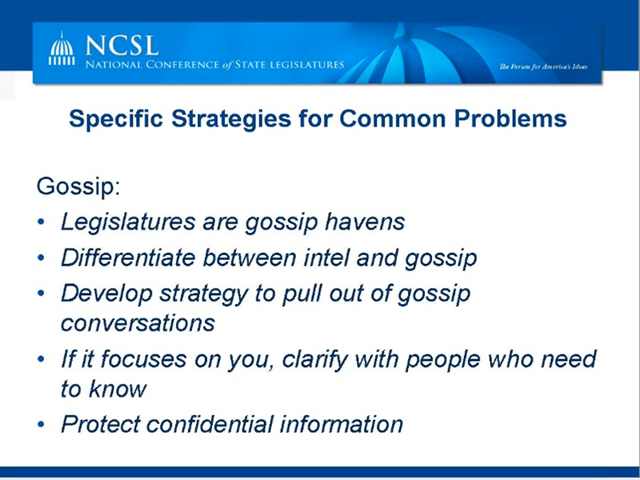 NCSL
NATIONAL CONFERENCE of STATE LEGISLATURES
The Forum for America's Ideas
Specific Strategies for Common Problems
Gossip:
• Legislatures are gossip havens
• Differentiate between intel and gossip
• Develop strategy to pull out of gossip
conversations
• If it focuses on you, clarify with people who need
to know
• Protect confidential information